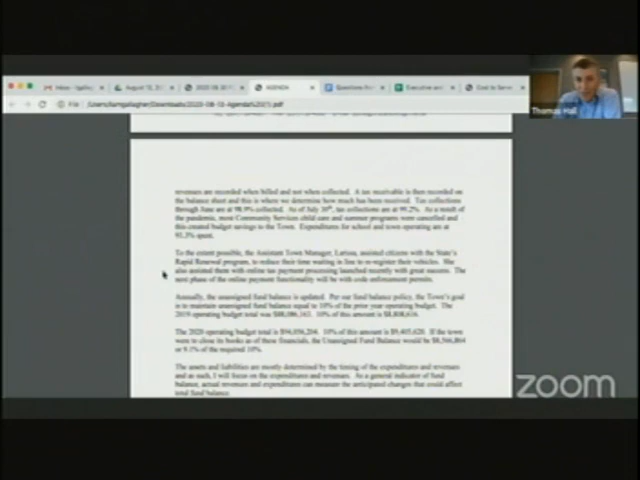 AGENDA
Thomas Hall
File
revenues are recorded when billed and not when collected. A tax receivable is then recorded on
the balance sheet and this is where we determine how much has been received. Tax collections
through June are at 98.9% collected. As of July 30th, tax collections are at 99.2%. As a result of
the pandemic, most Community Services child care and summer programs were cancelled and
this created budget savings to the Town. Expenditures for school and town operating are at
95.3% spent.
To the extent possible, the Assistant Town Manager, Larissa, assisted citizens with the State's
Rapid Renewal program, to reduce their time waiting in line to re-register their vehicles. She
also assisted them with online tax payment processing launched recently with great success. The
next phase of the online payment functionality will be with code enforcement permits.
Annually, the unassigned fund balance is updated. Per our fund balance policy, the Town's goal
is to maintain unassigned fund balance equal to 10% of the prior year operating budget. The
2019 operating budget total was $88,086,163. 10% of this amount is $8,808,616.
The 2020 operating budget total is $94,056,204. 10% of this amount is $9,405,620. If the town
were to close its books as of these financials, the Unassigned Fund Balance would be $8,566,864
or 9.1% of the required 10%.
The assets and liabilities are mostly determined by the timing of the expenditures and revenues
and as such, I will focus on the expenditures and revenues. As a general indicator of fund
balance, actual revenues and expenditures can measure the anticipated changes that could affect
total fund balance.
zoom